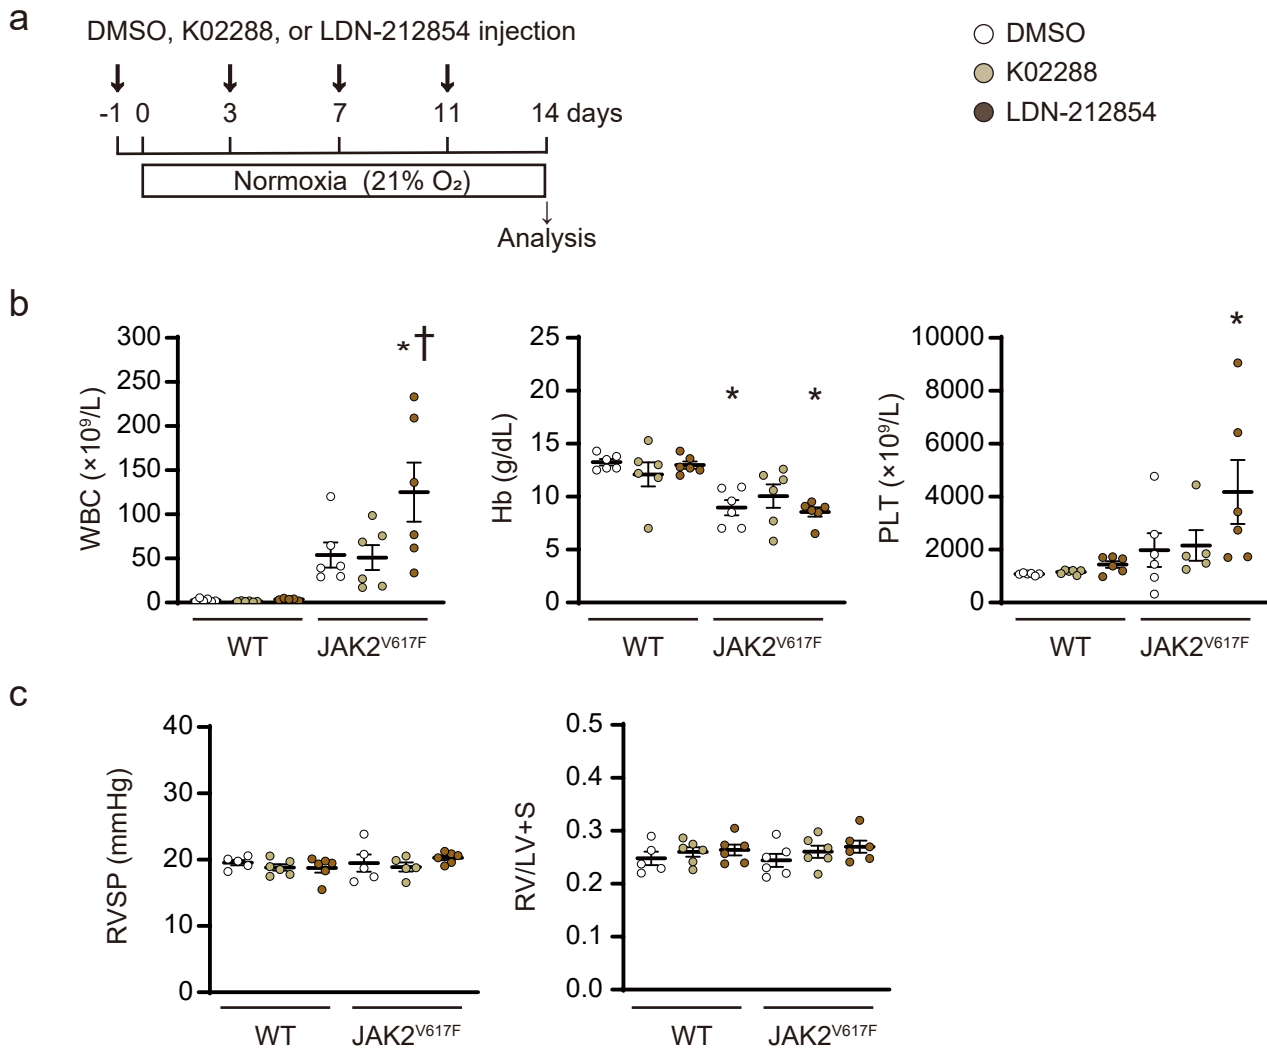 a
DMSO, K02288, or LDN-212854 injection
-1 0 3 7 11 14 days
Normoxia (21% O₂)
Analysis
DMSO
K02288
LDN-212854
b
WBC (×10⁹/L)
300
250
200
150
100
50
0
*†
WT JAK2V617F
Hb (g/dL)
25
20
15
10
5
0
* *
WT JAK2V617F
PLT (×10⁹/L)
10000
8000
6000
4000
2000
0
*
WT JAK2V617F
c
RVSP (mmHg)
40
30
20
10
0
WT JAK2V617F
RV/LV+S
0.5
0.4
0.3
0.2
0.1
0.0
WT JAK2V617F